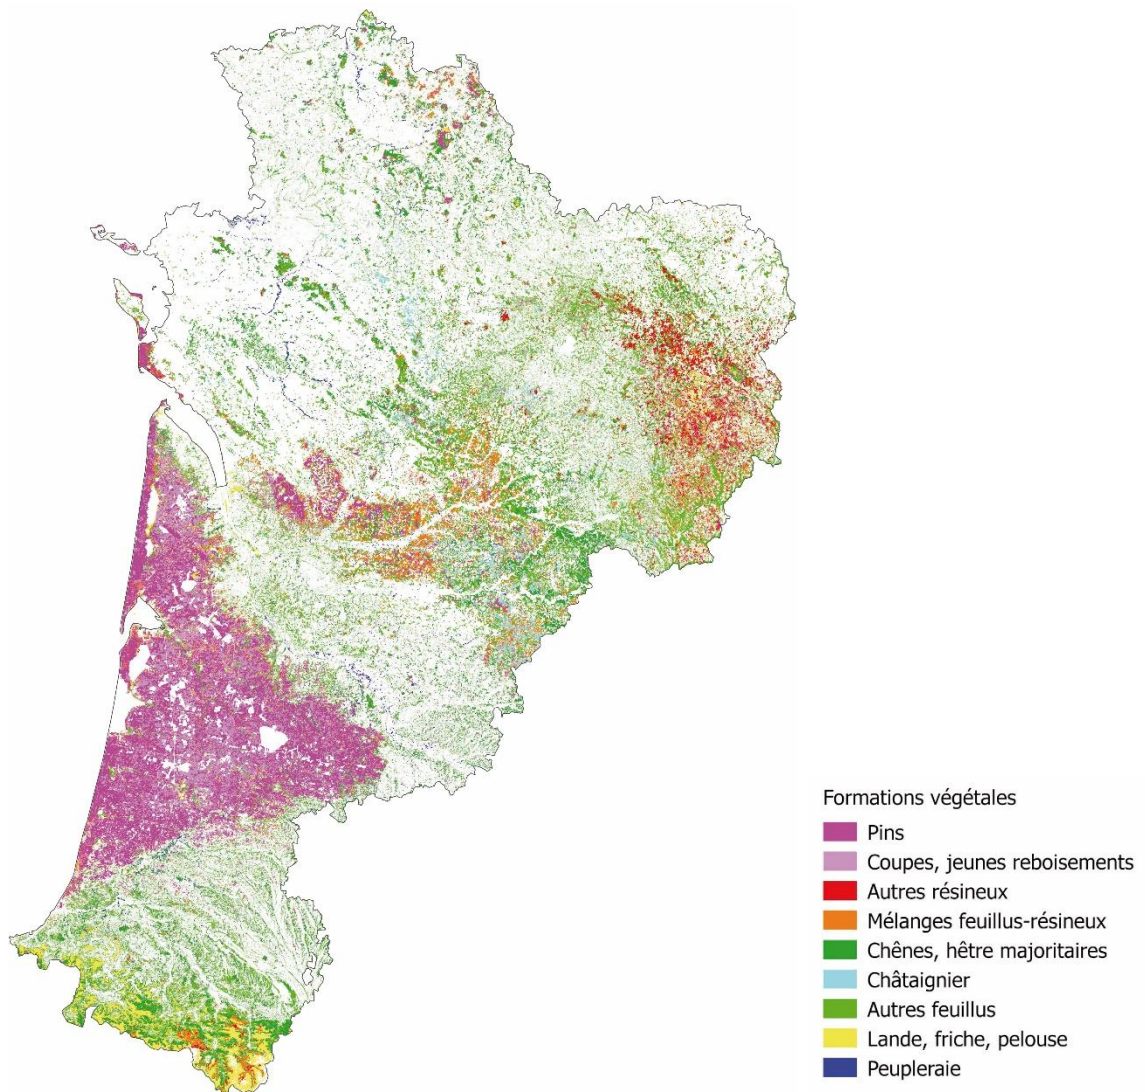 Formations végétales
Pins
Coupes, jeunes reboisements
Autres résineux
Mélanges feuillus-résineux
Chênes, hêtre majoritaires
Châtaignier
Autres feuillus
Lande, friche, pelouse
Peupleraie